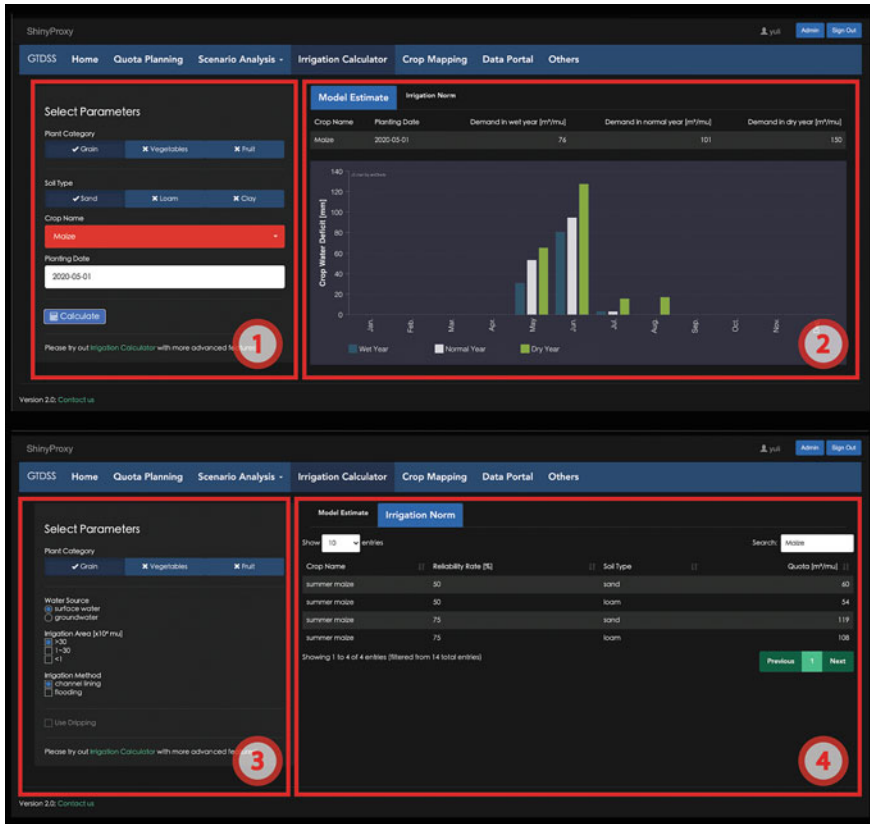 ShinyProxy
yuli Admin Sign Out
GTDSS Home Quota Planning Scenario Analysis Irrigation Calculator Crop Mapping Data Portal Others
Select Parameters
Plant Category
Grain Vegetables Fruit
Soil Type
Sand Loam Clay
Crop Name
Maize
Planting Date
2020-05-01
Calculate
Please try out Irrigation Calculator with more advanced
1
Model Estimate Irrigation Norm
Crop Name Planting Date Demand in wet year [m³/mu] Demand in normal year [m³/mu] Demand in dry year [m³/mu]
Maize 2020-05-01 76 101 150
Crop Water Deficit [mm]
140
120
100
80
60
40
20
0
Jan. Feb. Mar. Apr. May Jun. Jul. Aug. Sep. Oct. Nov.
Wet Year Normal Year Dry Year
2
Version 2.0; Contact us
ShinyProxy
yuli Admin Sign Out
GTDSS Home Quota Planning Scenario Analysis Irrigation Calculator Crop Mapping Data Portal Others
Select Parameters
Plant Category
Grain Vegetables Fruit
Water Source
surface water
groundwater
Irrigation Area [x10⁴ mu]
>30
1~30
<1
Irrigation Method
channel lining
flooding
Use Dripping
Please try out Irrigation Calculator with more advanced
3
Model Estimate Irrigation Norm
Show 10 entries Search: Maize
Crop Name Reliability Rate [%] Soil Type Quota [m³/mu]
summer maize 50 sand 60
summer maize 50 loam 54
summer maize 75 sand 119
summer maize 75 loam 108
Showing 1 to 4 of 4 entries (filtered from 14 total entries) Previous 1 Next
4
Version 2.0; Contact us